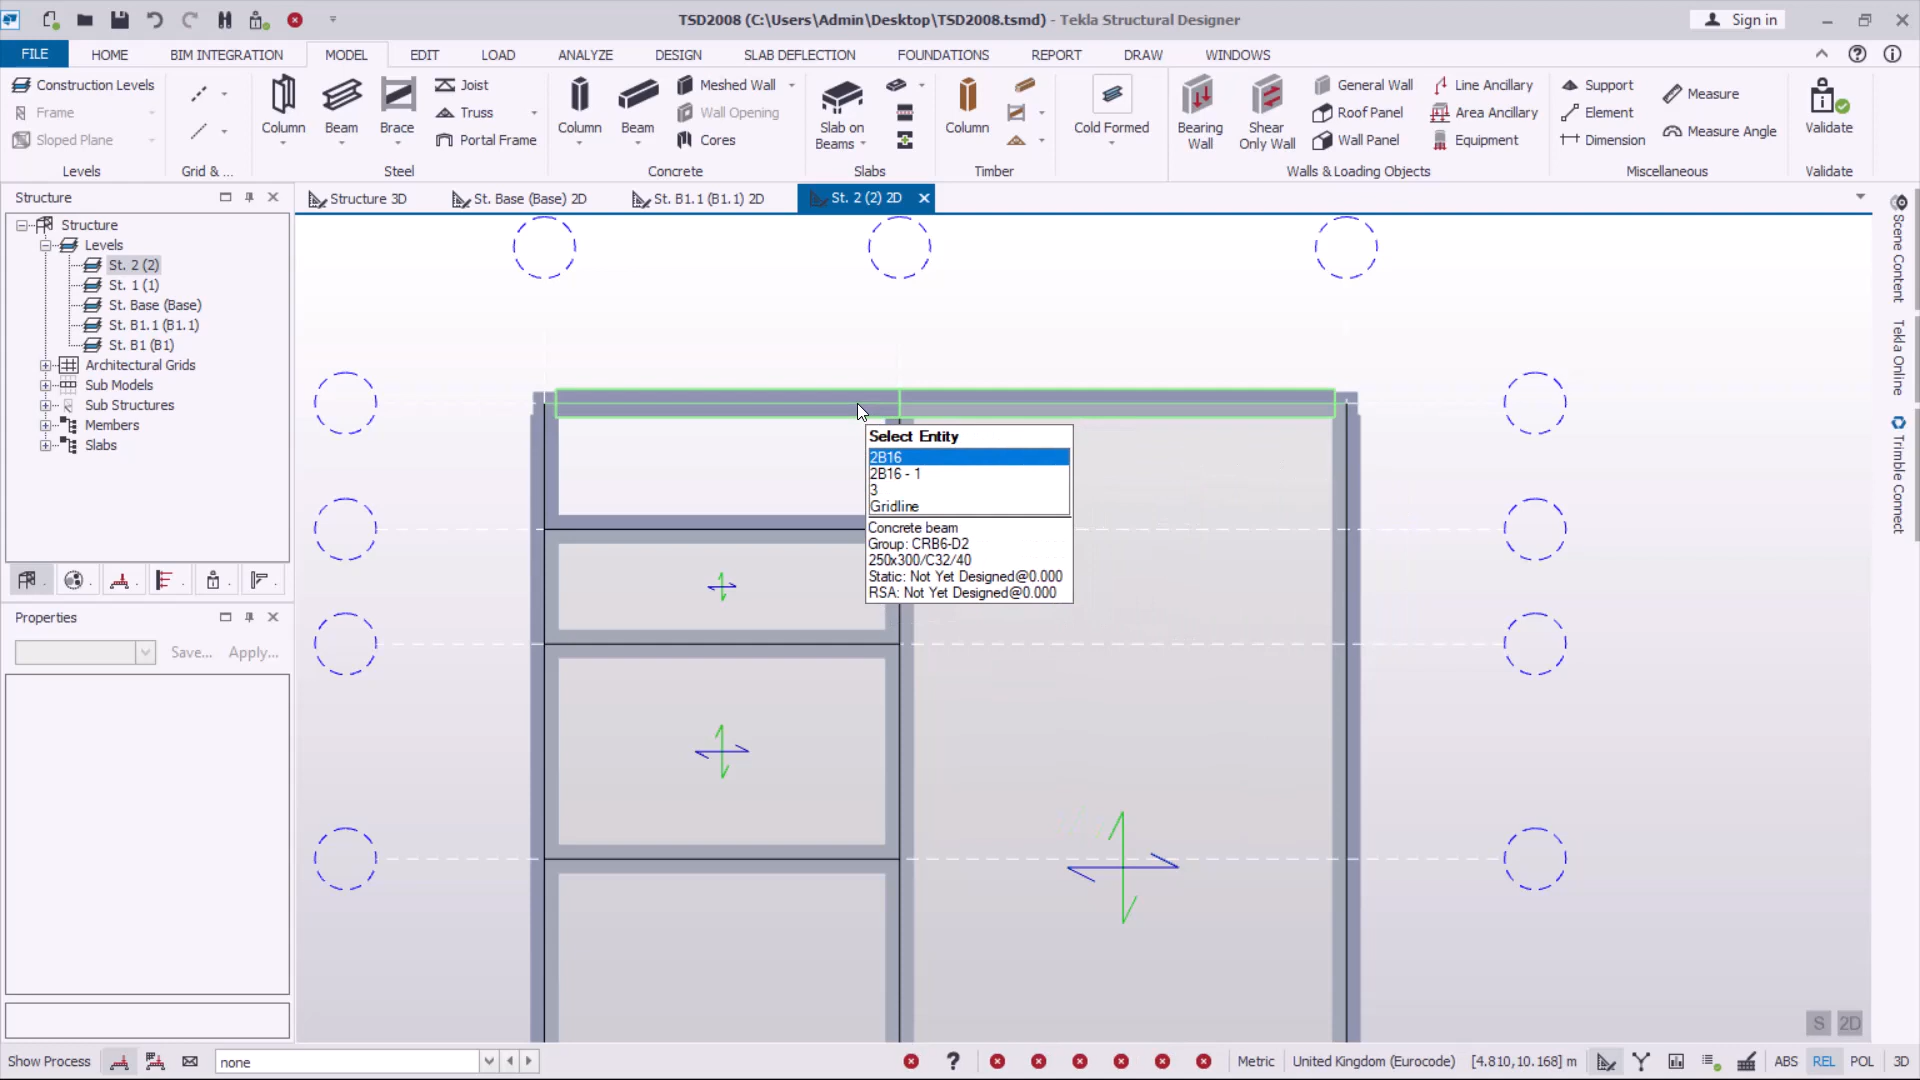 TSD2008 (C:\Users\Admin\Desktop\TSD2008.tsmd) - Tekla Structural Designer
Sign in
FILE HOME BIM INTEGRATION MODEL EDIT LOAD ANALYZE DESIGN SLAB DEFLECTION FOUNDATIONS REPORT DRAW WINDOWS
Construction Levels
Frame
Sloped Plane
Levels
Grid & ...
Column
Beam
Brace
Joist
Truss
Portal Frame
Steel
Column
Beam
Meshed Wall
Wall Opening
Cores
Concrete
Slab on
Beams
Slabs
Column
Timber
Cold Formed
Bearing
Wall
Shear
Only Wall
General Wall
Roof Panel
Wall Panel
Line Ancillary
Area Ancillary
Equipment
Walls & Loading Objects
Support
Element
Dimension
Measure
Measure Angle
Miscellaneous
Validate
Validate
Structure
Structure 3D
St. Base (Base) 2D
St. B1.1 (B1.1) 2D
St. 2 (2) 2D
Structure
Levels
St. 2 (2)
St. 1 (1)
St. Base (Base)
St. B1.1 (B1.1)
St. B1 (B1)
Architectural Grids
Sub Models
Sub Structures
Members
Slabs
Properties
Save...
Apply...
Select Entity
2B16
2B16 - 1
3
Gridline
Concrete beam
Group: CRB6-D2
250x300/C32/40
Static: Not Yet Designed@0.000
RSA: Not Yet Designed@0.000
Scene Content
Tekla Online
Trimble Connect
S 2D
Show Process
none
Metric
United Kingdom (Eurocode)
[4.810,10.168] m
ABS
REL
POL
3D